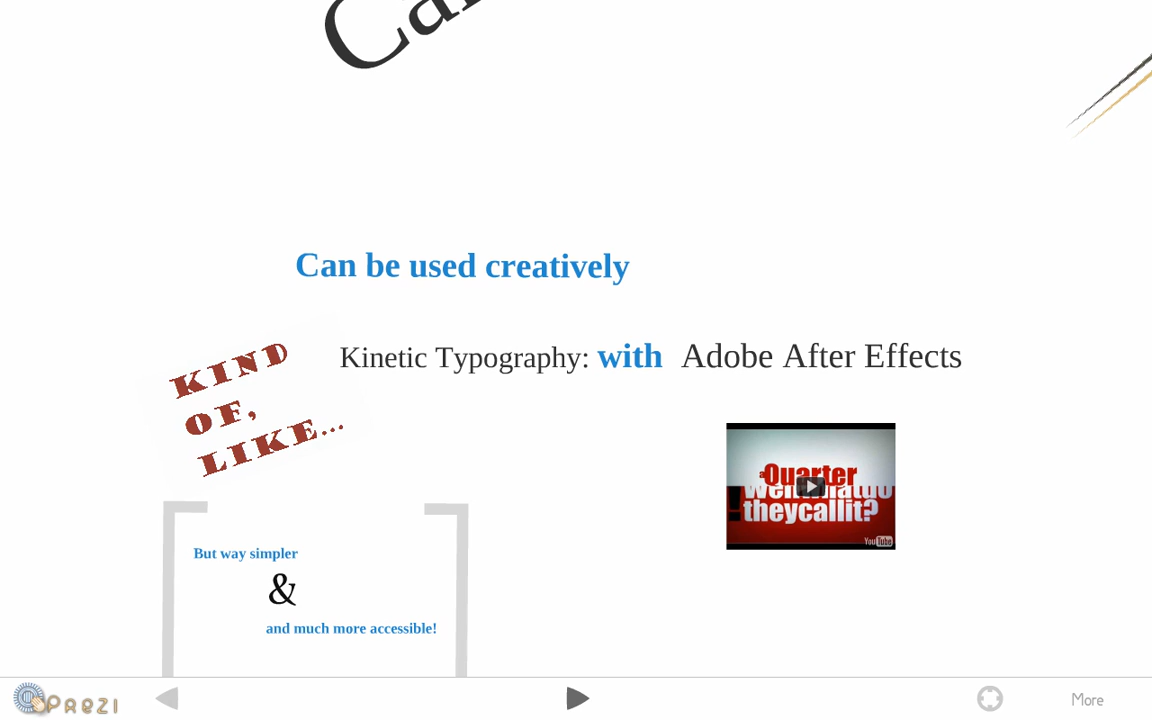 Ca
Can be used creatively
Kinetic Typography: with Adobe After Effects
KIND
OF,
LIKE...
a Quarter
!
theycallit?
YouTube
But way simpler
&
and much more accessible!
Prezi
More